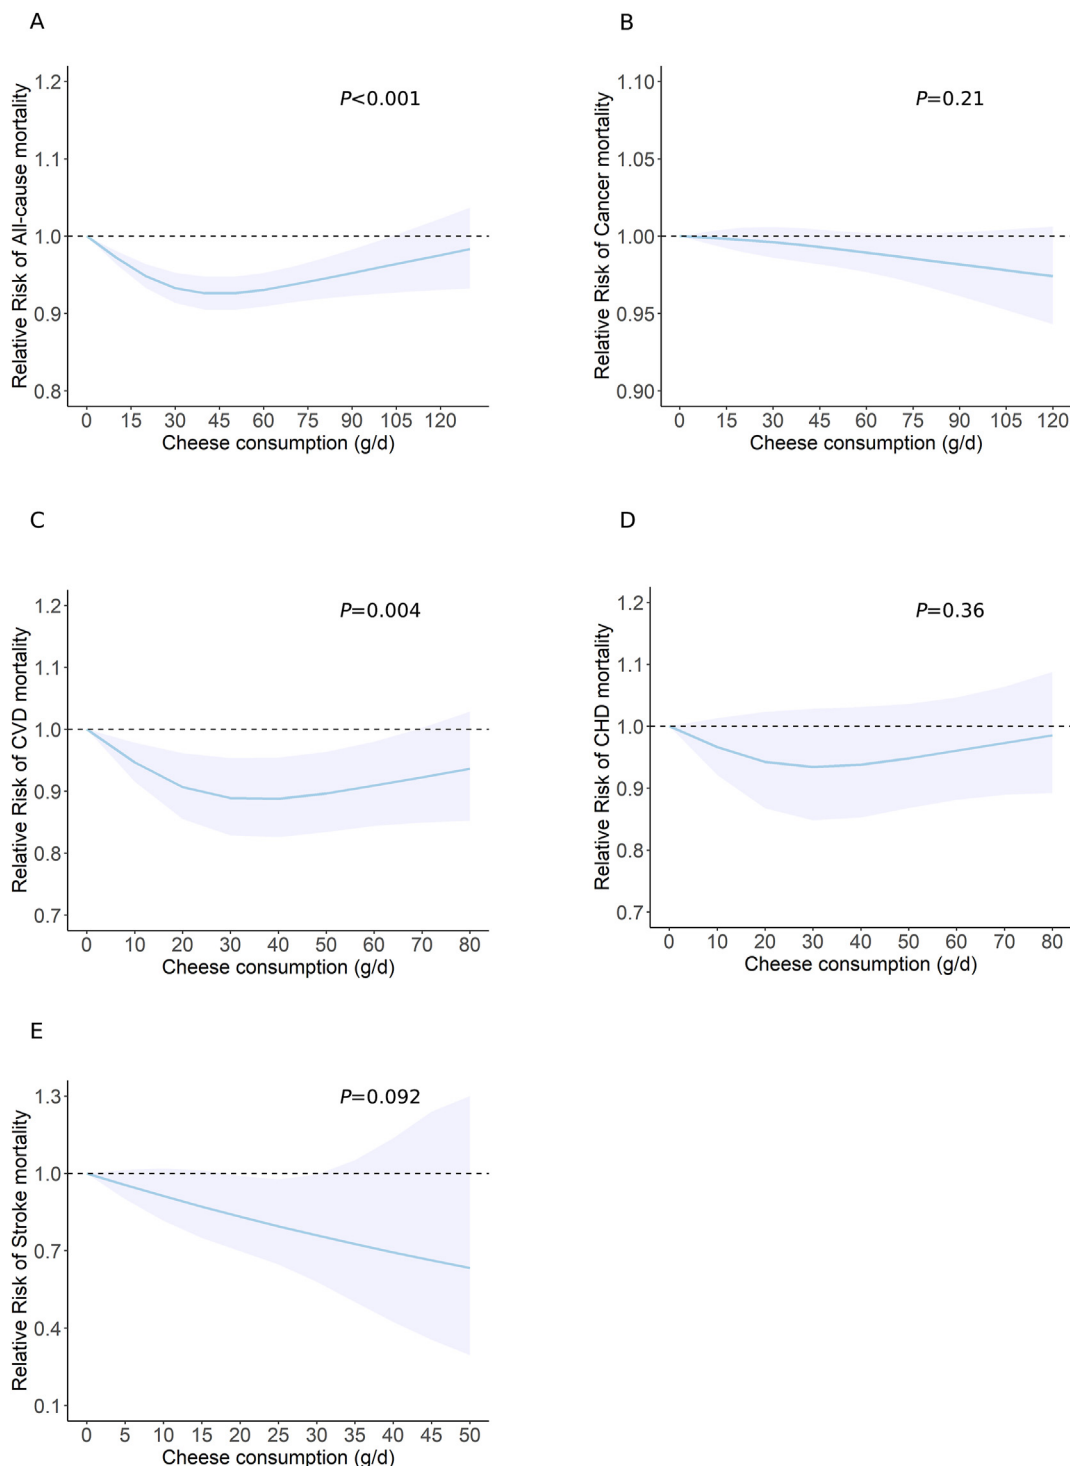 A
Relative Risk of All-cause mortality
1.2
1.1
1.0
0.9
0.8
P<0.001
0 15 30 45 60 75 90 105 120
Cheese consumption (g/d)
B
Relative Risk of Cancer mortality
1.10
1.05
1.00
0.95
0.90
P=0.21
0 15 30 45 60 75 90 105 120
Cheese consumption (g/d)
C
Relative Risk of CVD mortality
1.2
1.1
1.0
0.9
0.8
0.7
P=0.004
0 10 20 30 40 50 60 70 80
Cheese consumption (g/d)
D
Relative Risk of CHD mortality
1.2
1.1
1.0
0.9
0.8
0.7
P=0.36
0 10 20 30 40 50 60 70 80
Cheese consumption (g/d)
E
Relative Risk of Stroke mortality
1.3
1.0
0.7
0.4
0.1
P=0.092
0 5 10 15 20 25 30 35 40 45 50
Cheese consumption (g/d)